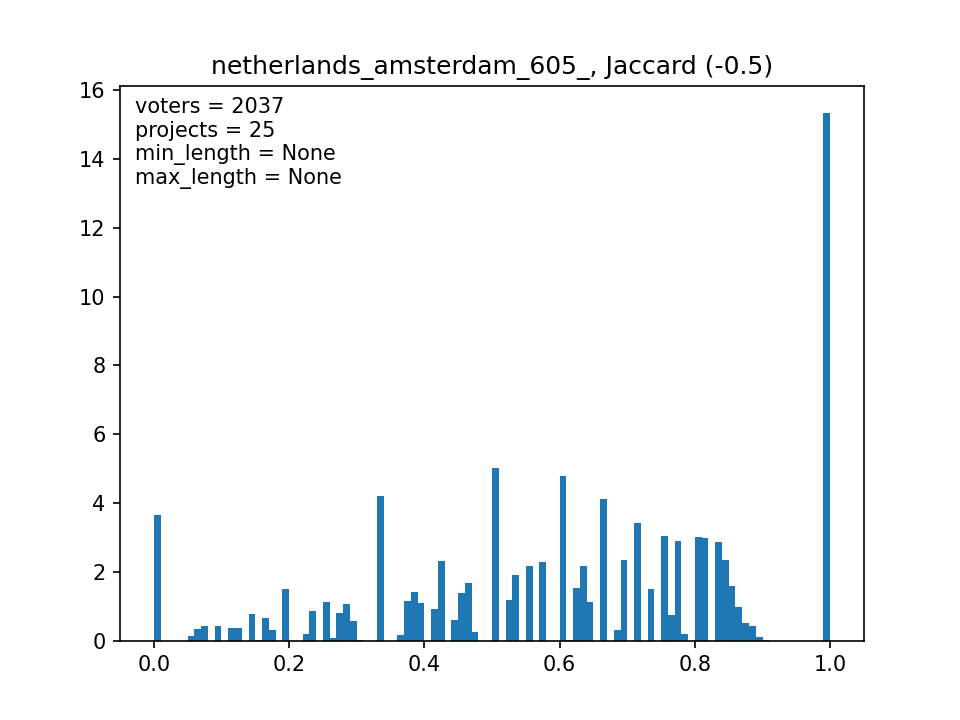 netherlands_amsterdam_605_, Jaccard (-0.5)
voters = 2037
projects = 25
min_length = None
max_length = None
16
14
12
10
8
6
4
2
0
0.0 0.2 0.4 0.6 0.8 1.0